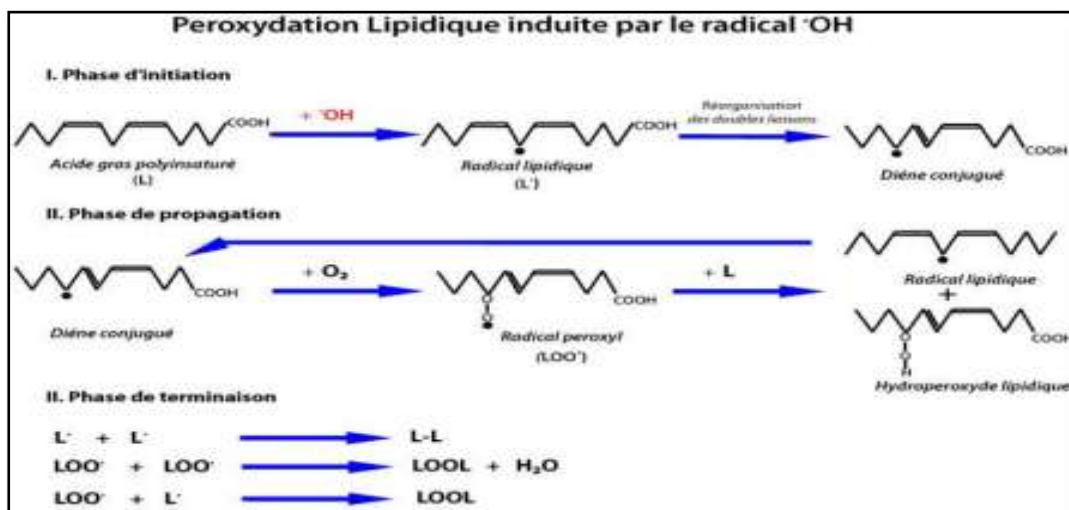 Peroxydation Lipidique induite par le radical ˙OH
I. Phase d'initiation
COOH
+ ˙OH
COOH
Réorganisation
des doubles liaisons
COOH
Acide gras polyinsaturé
(L)
Radical lipidique
(L˙)
Diéne conjugué
II. Phase de propagation
COOH
+ O₂
COOH
+ L
Radical lipidique
+
Diéne conjugué
O
O
Radical peroxyl
(LOO˙)
COOH
O
O
H
Hydroperoxyde lipidique
II. Phase de terminaison
L˙ + L˙ L-L
LOO˙ + LOO˙ LOOL + H₂O
LOO˙ + L˙ LOOL